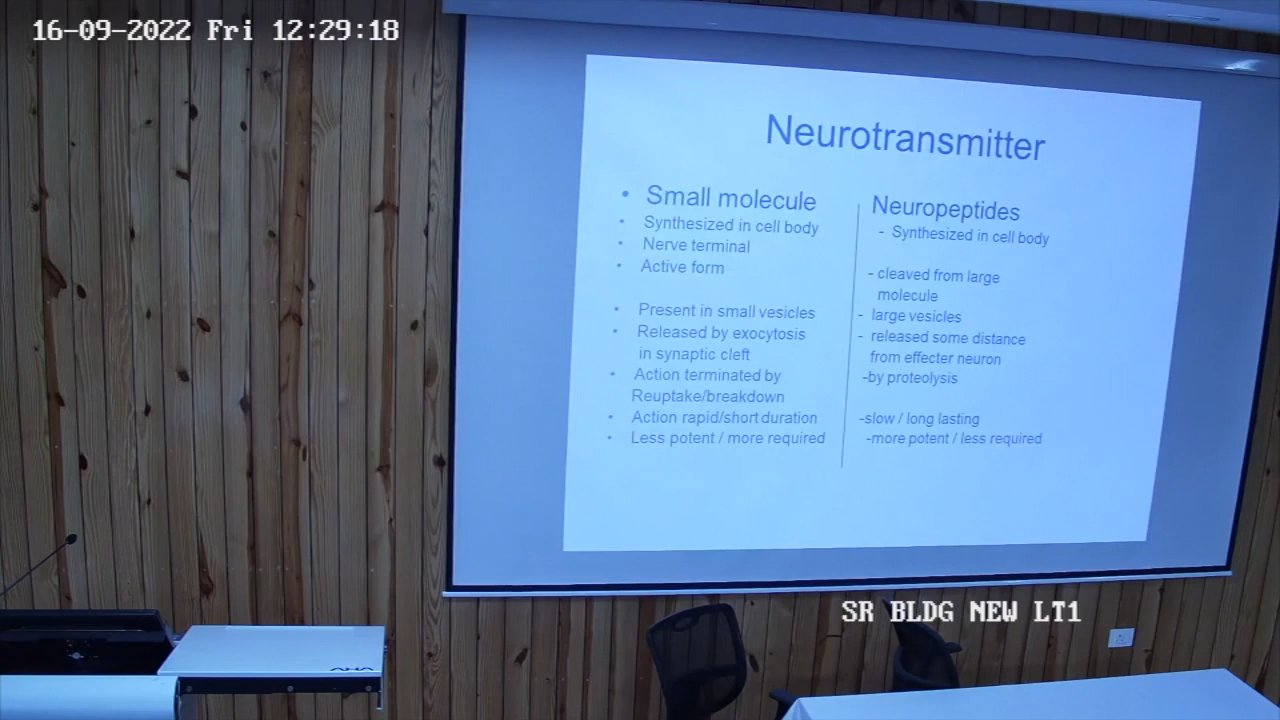 16-09-2022 Fri 12:29:18
Neurotransmitter
• Small molecule
• Synthesized in cell body
• Nerve terminal
• Active form
• Present in small vesicles
• Released by exocytosis
in synaptic cleft
• Action terminated by
Reuptake/breakdown
• Action rapid/short duration
• Less potent / more required
Neuropeptides
- Synthesized in cell body
- cleaved from large
molecule
- large vesicles
- released some distance
from effecter neuron
-by proteolysis
-slow / long lasting
-more potent / less required
SR BLDG NEW LT1
AHA